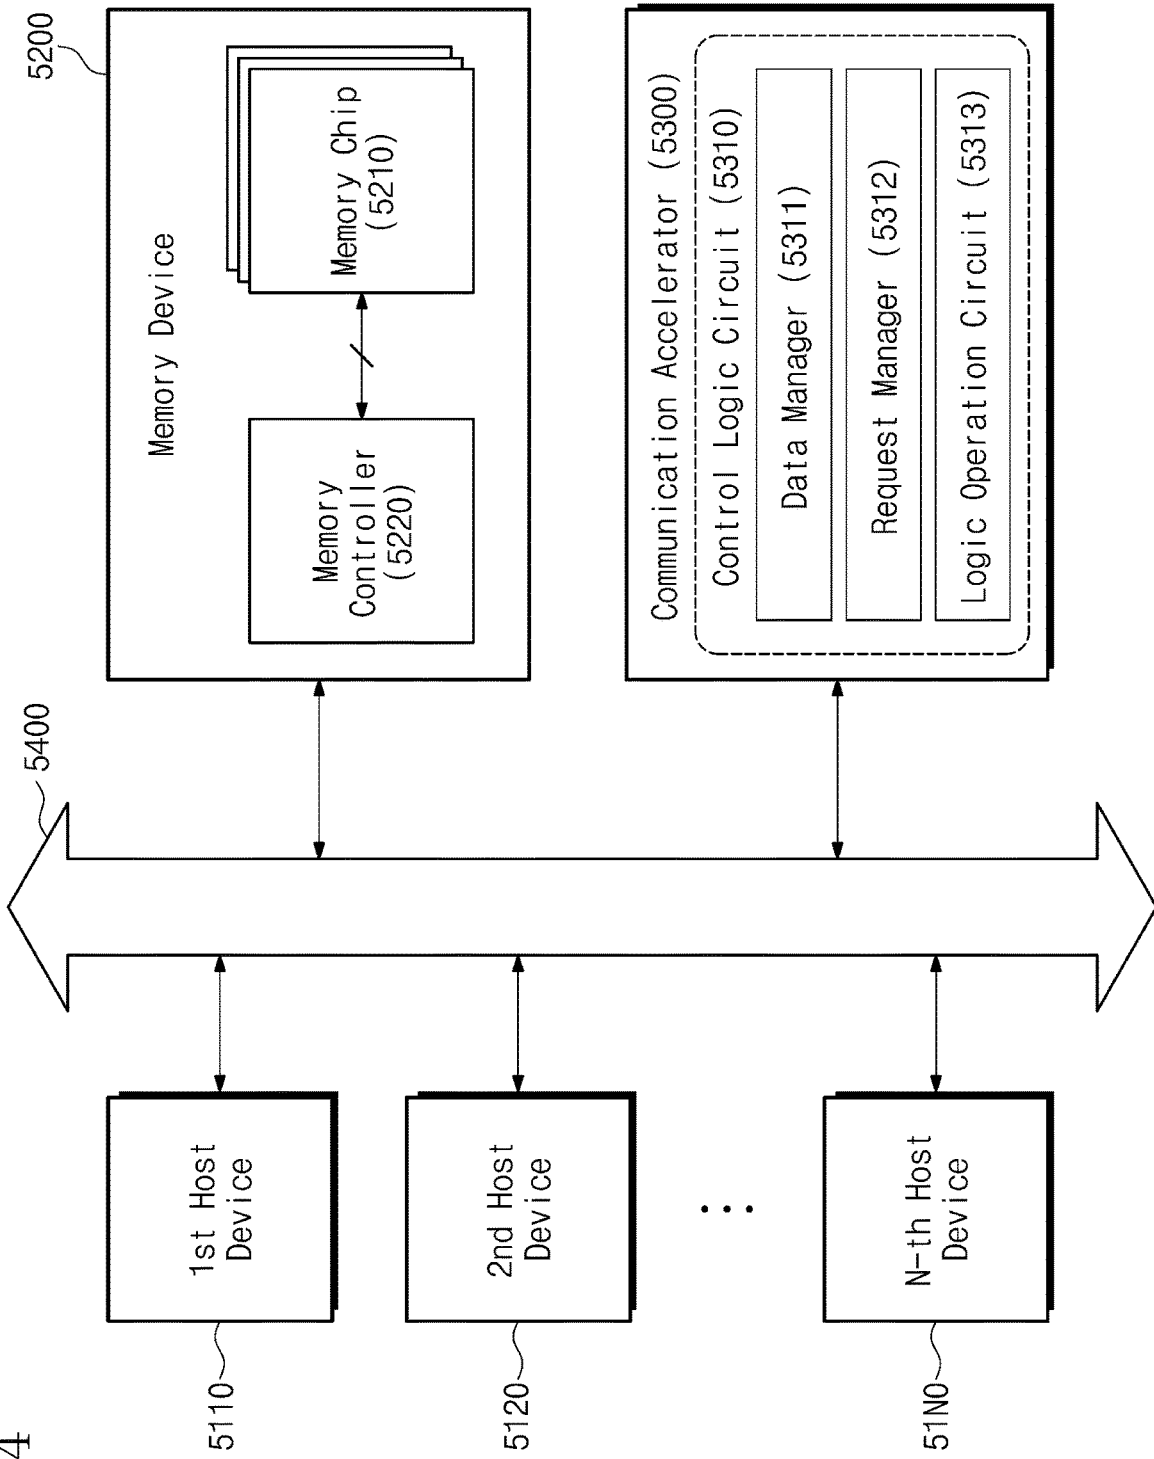 4
5110
1st Host
Device
5120
2nd Host
Device
...
51N0
N-th Host
Device
5400
5200
Memory Device
Memory
Controller
(5220)
Memory Chip
(5210)
Communication Accelerator (5300)
Control Logic Circuit (5310)
Data Manager (5311)
Request Manager (5312)
Logic Operation Circuit (5313)